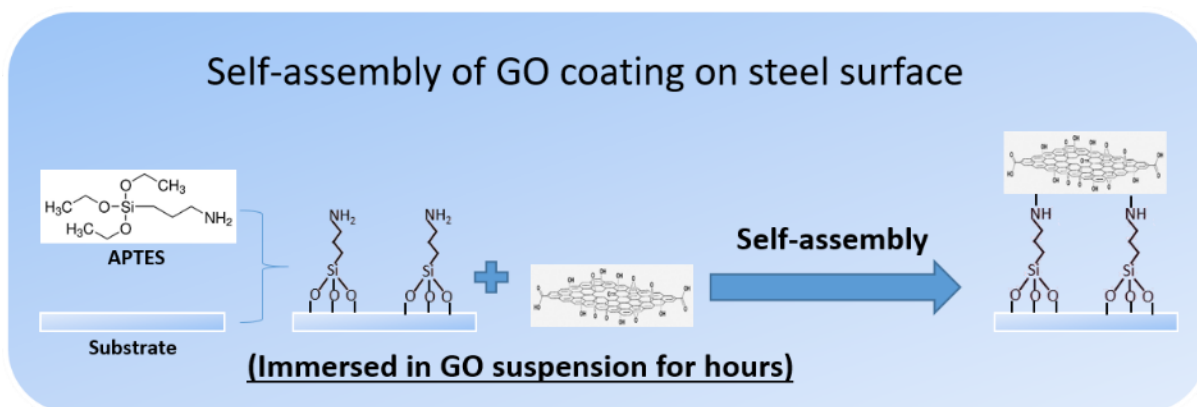 Self-assembly of GO coating on steel surface
CH₃
H₃C
O
O
Si
NH₂
H₃C
O
APTES
Substrate
NH₂
NH₂
Si
Si
O O O
O O O
(Immersed in GO suspension for hours)
Self-assembly
NH
NH
Si
Si
O O O
O O O